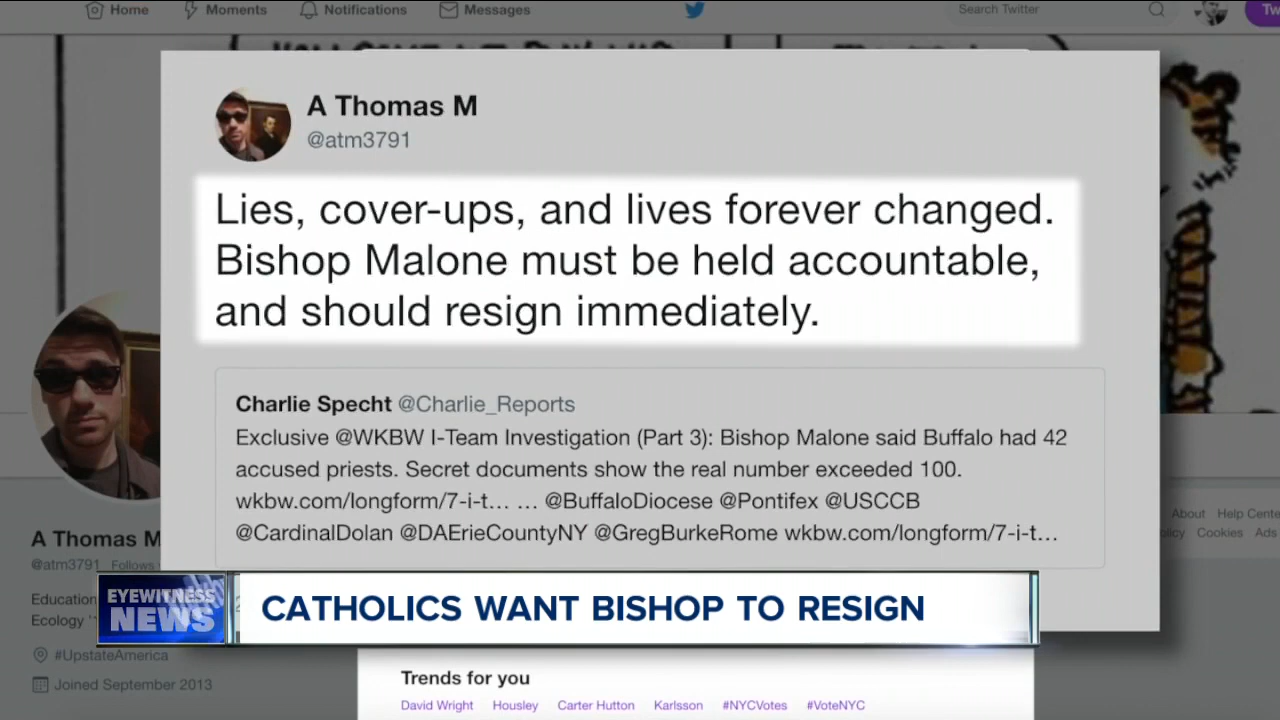 Home Moments Notifications Messages Search Twitter
A Thomas M
@atm3791
Lies, cover-ups, and lives forever changed.
Bishop Malone must be held accountable,
and should resign immediately.
Charlie Specht @Charlie_Reports
Exclusive @WKBW I-Team Investigation (Part 3): Bishop Malone said Buffalo had 42
accused priests. Secret documents show the real number exceeded 100.
wkbw.com/longform/7-i-t… … @BuffaloDiocese @Pontifex @USCCB
@CardinalDolan @DAErieCountyNY @GregBurkeRome wkbw.com/longform/7-i-t…
A Thomas M
@atm3791 Follows
Education
Ecology
#UpstateAmerica
Joined September 2013
About Help Cente
Cookies Ads
EYEWITNESS
NEWS
CATHOLICS WANT BISHOP TO RESIGN
Trends for you
David Wright Housley Carter Hutton Karlsson #NYCVotes #VoteNYC